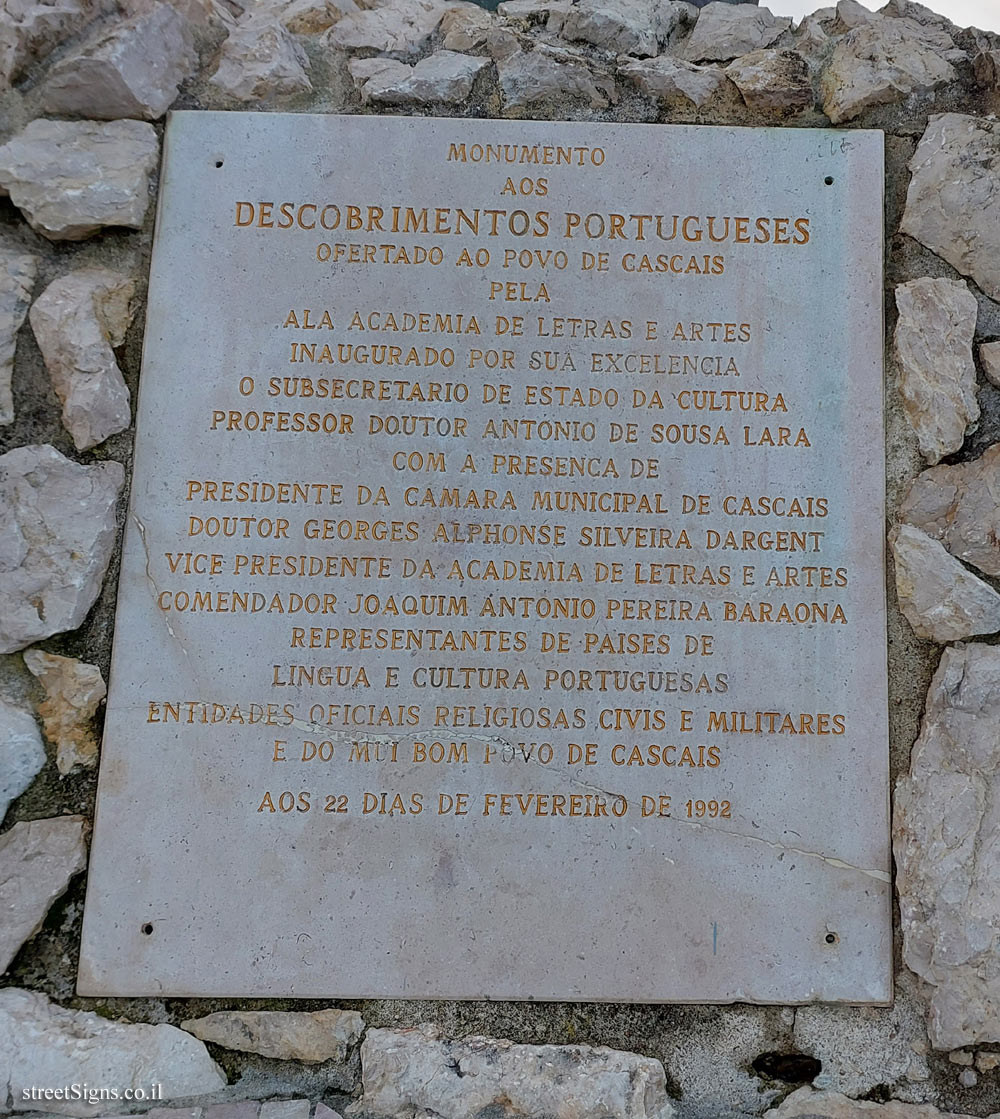 MONUMENTO
AOS
DESCOBRIMENTOS PORTUGUESES
OFERTADO AO POVO DE CASCAIS
PELA
ALA ACADEMIA DE LETRAS E ARTES
INAUGURADO POR SUA EXCELENCIA
O SUBSECRETARIO DE ESTADO DA CULTURA
PROFESSOR DOUTOR ANTONIO DE SOUSA LARA
COM A PRESENCA DE
PRESIDENTE DA CAMARA MUNICIPAL DE CASCAIS
DOUTOR GEORGES ALPHONSE SILVEIRA DARGENT
VICE PRESIDENTE DA ACADEMIA DE LETRAS E ARTES
COMENDADOR JOAQUIM ANTONIO PEREIRA BARAONA
REPRESENTANTES DE PAISES DE
LINGUA E CULTURA PORTUGUESAS
ENTIDADES OFICIAIS RELIGIOSAS CIVIS E MILITARES
E DO MUI BOM POVO DE CASCAIS
AOS 22 DIAS DE FEVEREIRO DE 1992
streetSigns.co.il